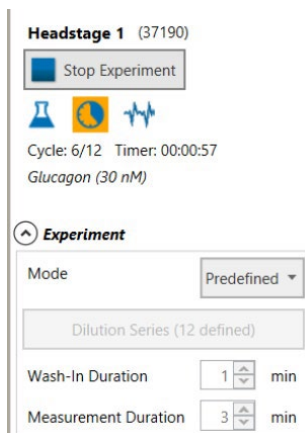 Headstage 1 (37190)
Stop Experiment
Cycle: 6/12 Timer: 00:00:57
Glucagon (30 nM)
Experiment
Mode Predefined
Dilution Series (12 defined)
Wash-In Duration 1 min
Measurement Duration 3 min